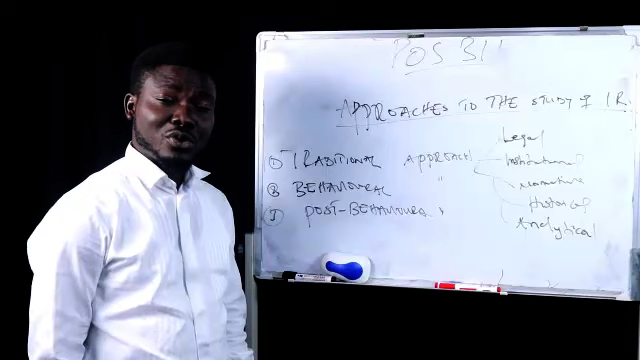 POS 311
APPROACHES TO THE STUDY OF IR
① TRADITIONAL APPROACH
Legal
Institutional
Normative
Historical
Analytical
② BEHAVIOURAL "
③ POST-BEHAVIOURAL "